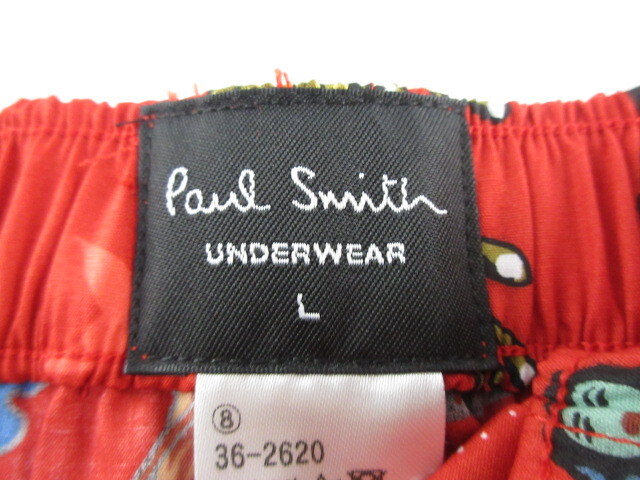 Paul Smith
UNDERWEAR
L
⑧
36-2620